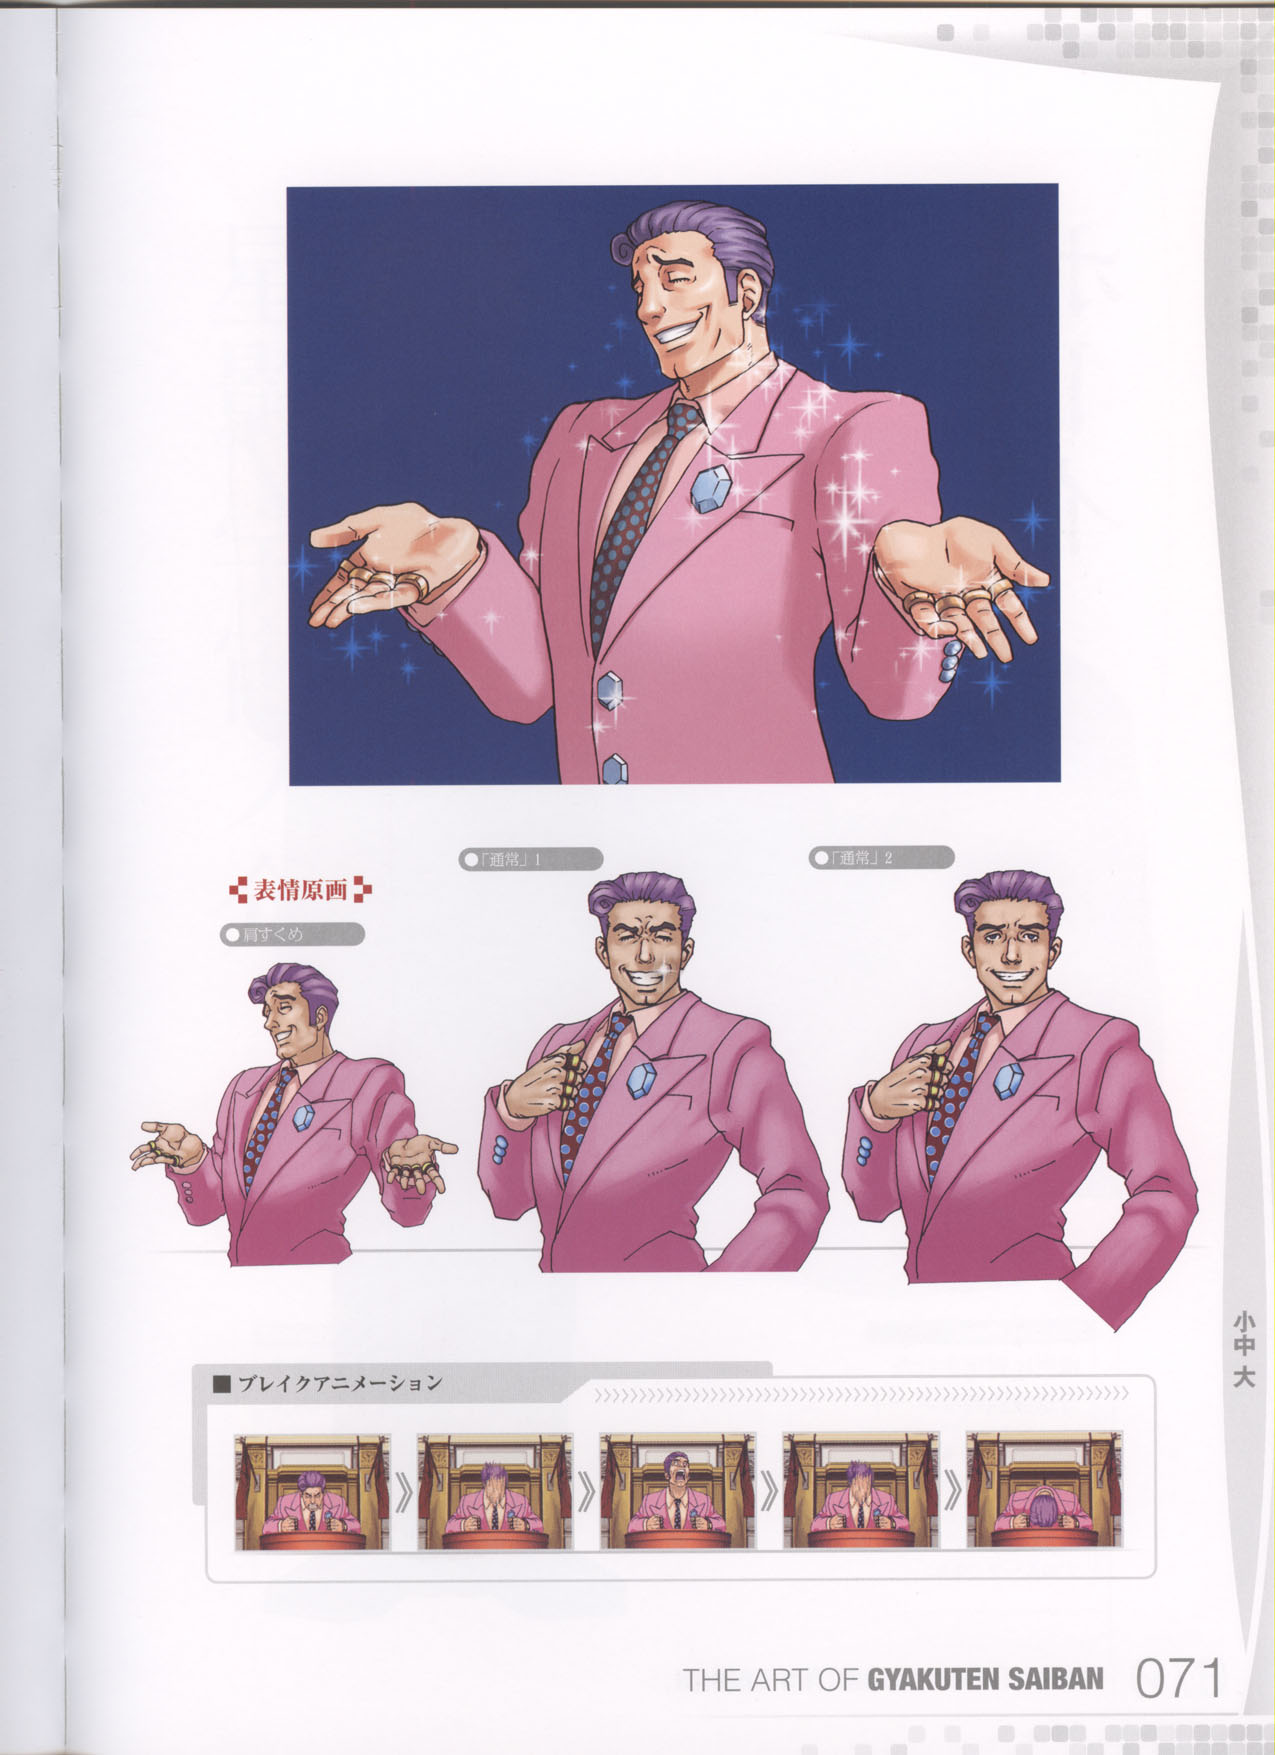 「通常」1
「通常」2
表情原画
肩すくめ
小中 大
■ ブレイクアニメーション
THE ART OF GYAKUTEN SAIBAN 071